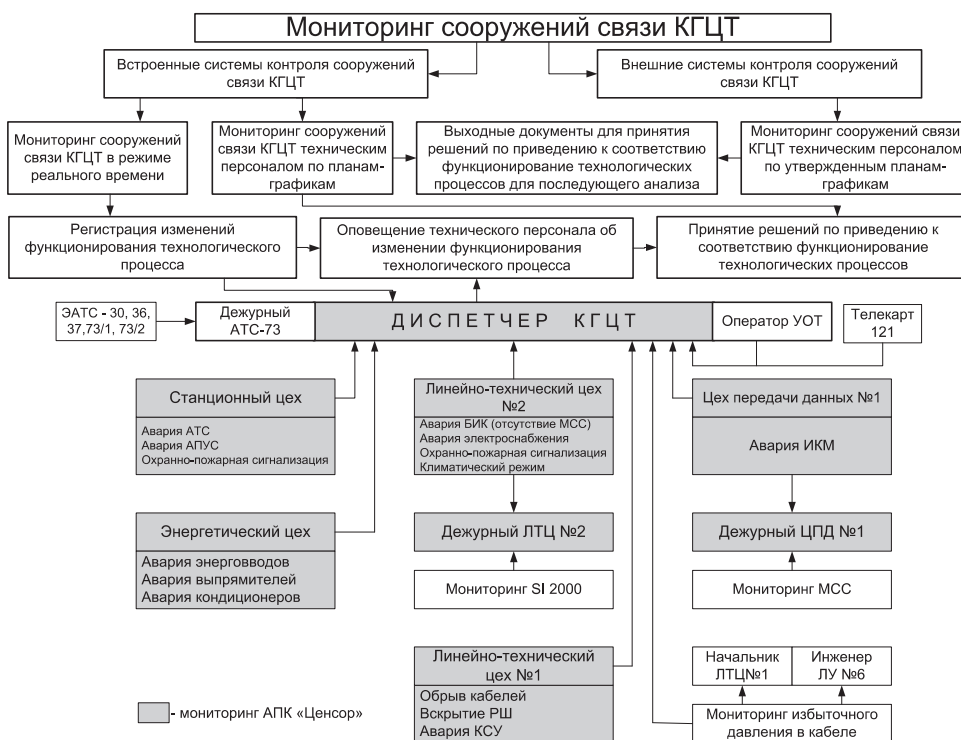 Мониторинг сооружений связи КГЦТ
Встроенные системы контроля сооружений
связи КГЦТ
Внешние системы контроля сооружений
связи КГЦТ
Мониторинг сооружений
связи КГЦТ в режиме
реального времени
Мониторинг сооружений
связи КГЦТ техническим
персоналом по планам-
графикам
Выходные документы для принятия
решений по приведению к соответствию
функционирование технологических
процессов для последующего анализа
Мониторинг сооружений связи
КГЦТ техническим персоналом
по утвержденным планам-
графикам
Регистрация изменений
функционирования технологического
процесса
Оповещение технического персонала об
изменении функционирования
технологического процесса
Принятие решений по приведению к
соответствию функционирование
технологических процессов
ЭАТС - 30, 36,
37,73/1, 73/2
Дежурный
АТС-73
ДИСПЕТЧЕР КГЦТ
Оператор УОТ
Телекарт
121
Станционный цех
Авария АТС
Авария АПУС
Охранно-пожарная сигнализация
Линейно-технический цех
№2
Авария БИК (отсутствие МСС)
Авария электроснабжения
Охранно-пожарная сигнализация
Климатический режим
Цех передачи данных №1
Авария ИКМ
Энергетический цех
Авария энерговводов
Авария выпрямителей
Авария кондиционеров
Дежурный ЛТЦ №2
Мониторинг SI 2000
Дежурный ЦПД №1
Мониторинг МСС
Линейно-технический
цех №1
Обрыв кабелей
Вскрытие РШ
Авария КСУ
Начальник
ЛТЦ№1
Инженер
ЛУ №6
Мониторинг избыточного
давления в кабеле
- мониторинг АПК «Ценсор»